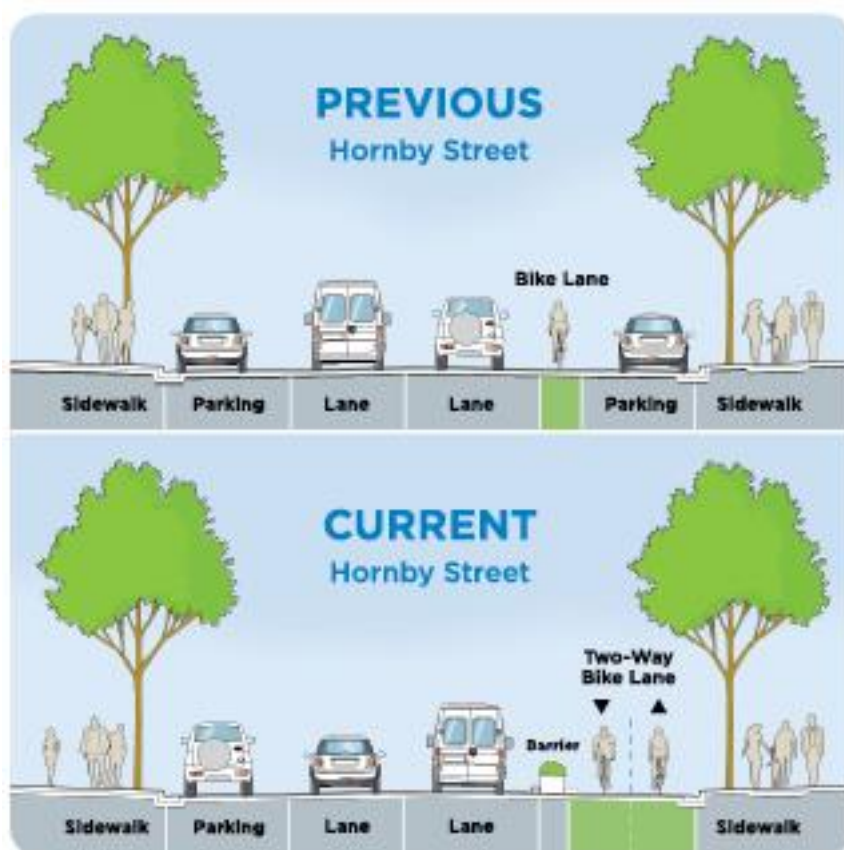 PREVIOUS
Hornby Street
Bike Lane
Sidewalk Parking Lane Lane Parking Sidewalk
CURRENT
Hornby Street
Two-Way
Bike Lane
Barrier
Sidewalk Parking Lane Lane Sidewalk